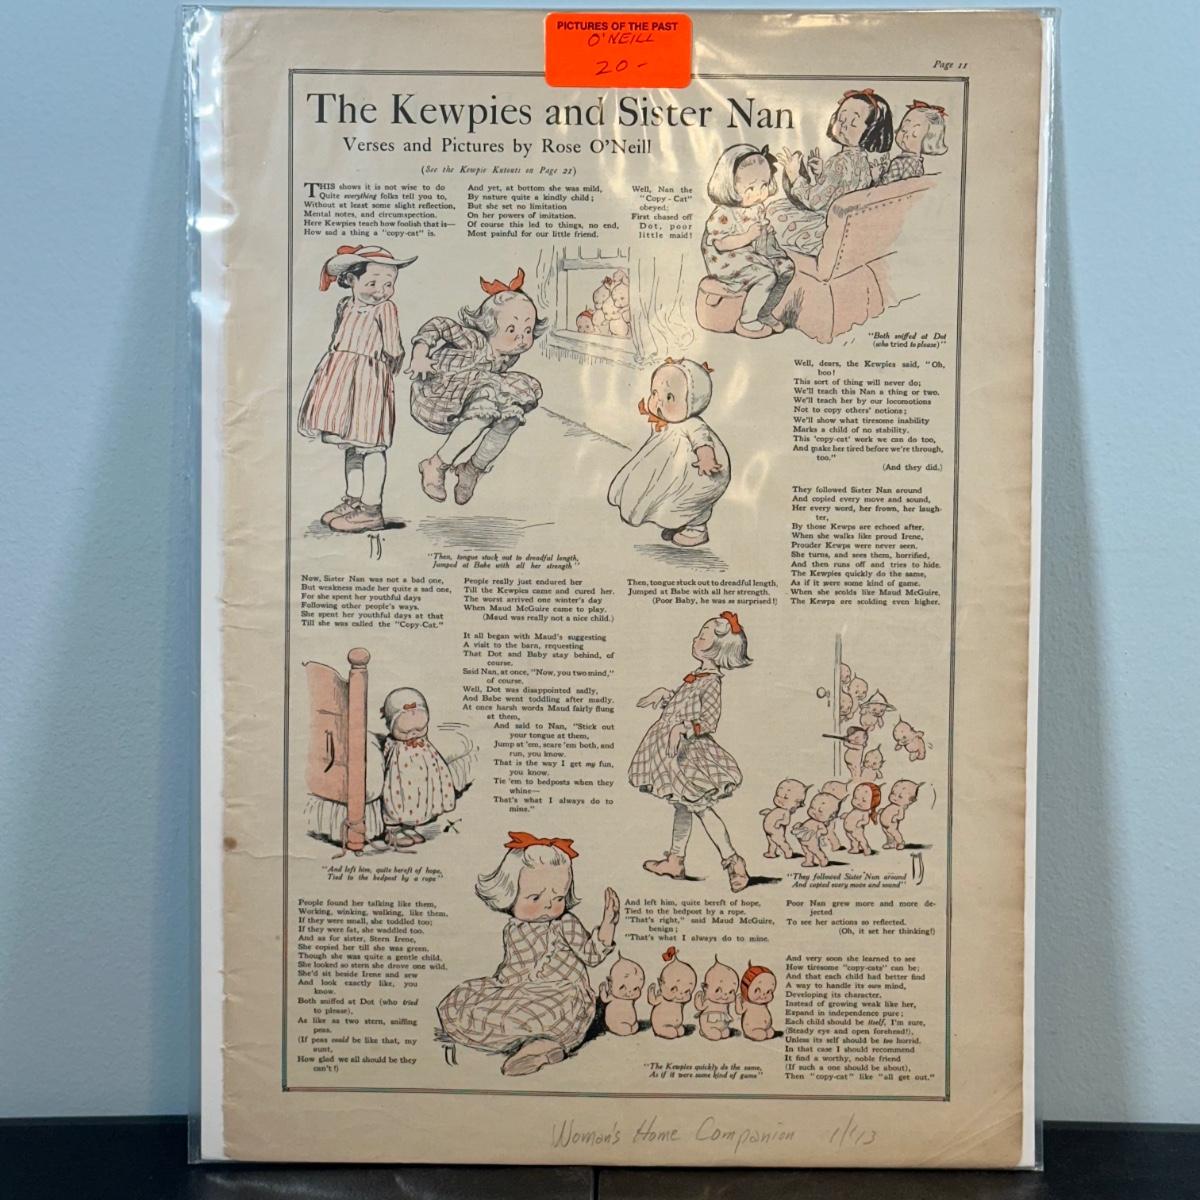 PICTURES OF THE PAST
O'NEILL
20-
Page 11
The Kewpies and Sister Nan
Verses and Pictures by Rose O'Neill
(See the Kewpie Kutouts on Page 21)
THIS shows it is not wise to do
Quite everything folks tell you to,
Without at least some slight reflection,
Mental notes, and circumspection.
Here Kewpies teach how foolish that is—
How sad a thing a "copy-cat" is.
And yet, at bottom she was mild,
By nature quite a kindly child;
But she set no limitation
On her powers of imitation.
Of course this led to things, no end,
Most painful for our little friend.
Well, Nan the
"Copy-Cat"
obeyed;
First chased off
Dot, poor
little maid!
"Both sniffed at Dot
(who tried to please)"
Well, dears, the Kewpies said, "Oh,
boo!
This sort of thing will never do;
We'll teach this Nan a thing or two.
We'll teach her by our locomotions
Not to copy others' notions;
We'll show what tiresome inability
Marks a child of no stability.
This 'copy-cat' work we can do too,
And make her tired before we're through,
too."
(And they did.)
They followed Sister Nan around
And copied every move and sound,
Her every word, her frown, her laugh-
ter,
By those Kewps are echoed after.
When she walks like proud Irene,
Prouder Kewps were never seen.
She turns, and sees them, horrified,
And then runs off and tries to hide.
The Kewpies quickly do the same,
As if it were some kind of game.
When she scolds like Maud McGuire,
The Kewps are scolding even higher.
"Then, tongue stuck out to dreadful length,
Jumped at Babe with all her strength"
Now, Sister Nan was not a bad one,
But weakness made her quite a sad one,
For she spent her youthful days
Following other people's ways.
She spent her youthful days at that
Till she was called the "Copy-Cat."
People really just endured her
Till the Kewpies came and cured her.
The worst arrived one winter's day
When Maud McGuire came to play.
(Maud was really not a nice child.)
Then, tongue stuck out to dreadful length,
Jumped at Babe with all her strength.
(Poor Baby, he was so surprised!)
It all began with Maud's suggesting
A visit to the barn, requesting
That Dot and Baby stay behind, of
course.
Said Nan, at once, "Now, you two mind,"
of course.
Well, Dot was disappointed sadly,
And Babe went toddling after madly.
At once harsh words Maud fairly flung
at them,
And said to Nan, "Stick out
your tongue at them,
Jump at 'em, scare 'em both, and
run, you know.
That is the way I get my fun,
you know.
Tie 'em to bedposts when they
whine—
That's what I always do to
mine."
"And left him, quite bereft of hope,
Tied to the bedpost by a rope"
"They followed Sister Nan around
And copied every move and sound"
People found her talking like them,
Working, winking, walking, like them.
If they were small, she toddled too;
If they were fat, she waddled too.
And as for sister, Stern Irene,
She copied her till she was green.
Though she was quite a gentle child,
She looked so stern she drove one wild.
She'd sit beside Irene and sew
And look exactly like, you
know.
Both sniffed at Dot (who tried
to please),
As like as two stern, sniffing
peas.
(If peas could be like that, my
aunt,
How glad we all should be they
can't!)
And left him, quite bereft of hope,
Tied to the bedpost by a rope.
"That's right," said Maud McGuire,
benign;
"That's what I always do to mine.
Poor Nan grew more and more de-
jected
To see her actions so reflected.
(Oh, it set her thinking!)
And very soon she learned to see
How tiresome "copy-cats" can be;
And that each child had better find
A way to handle its own mind,
Developing its character.
Instead of growing weak like her,
Expand in independence pure;
Each child should be itself, I'm sure,
(Steady eye and open forehead!),
Unless its self should be too horrid.
In that case I should recommend
It find a worthy, noble friend
(If such a one should be about),
Then "copy-cat" like "all get out."
"The Kewpies quickly do the same,
As if it were some kind of game"
Woman's Home Companion 1/1/13